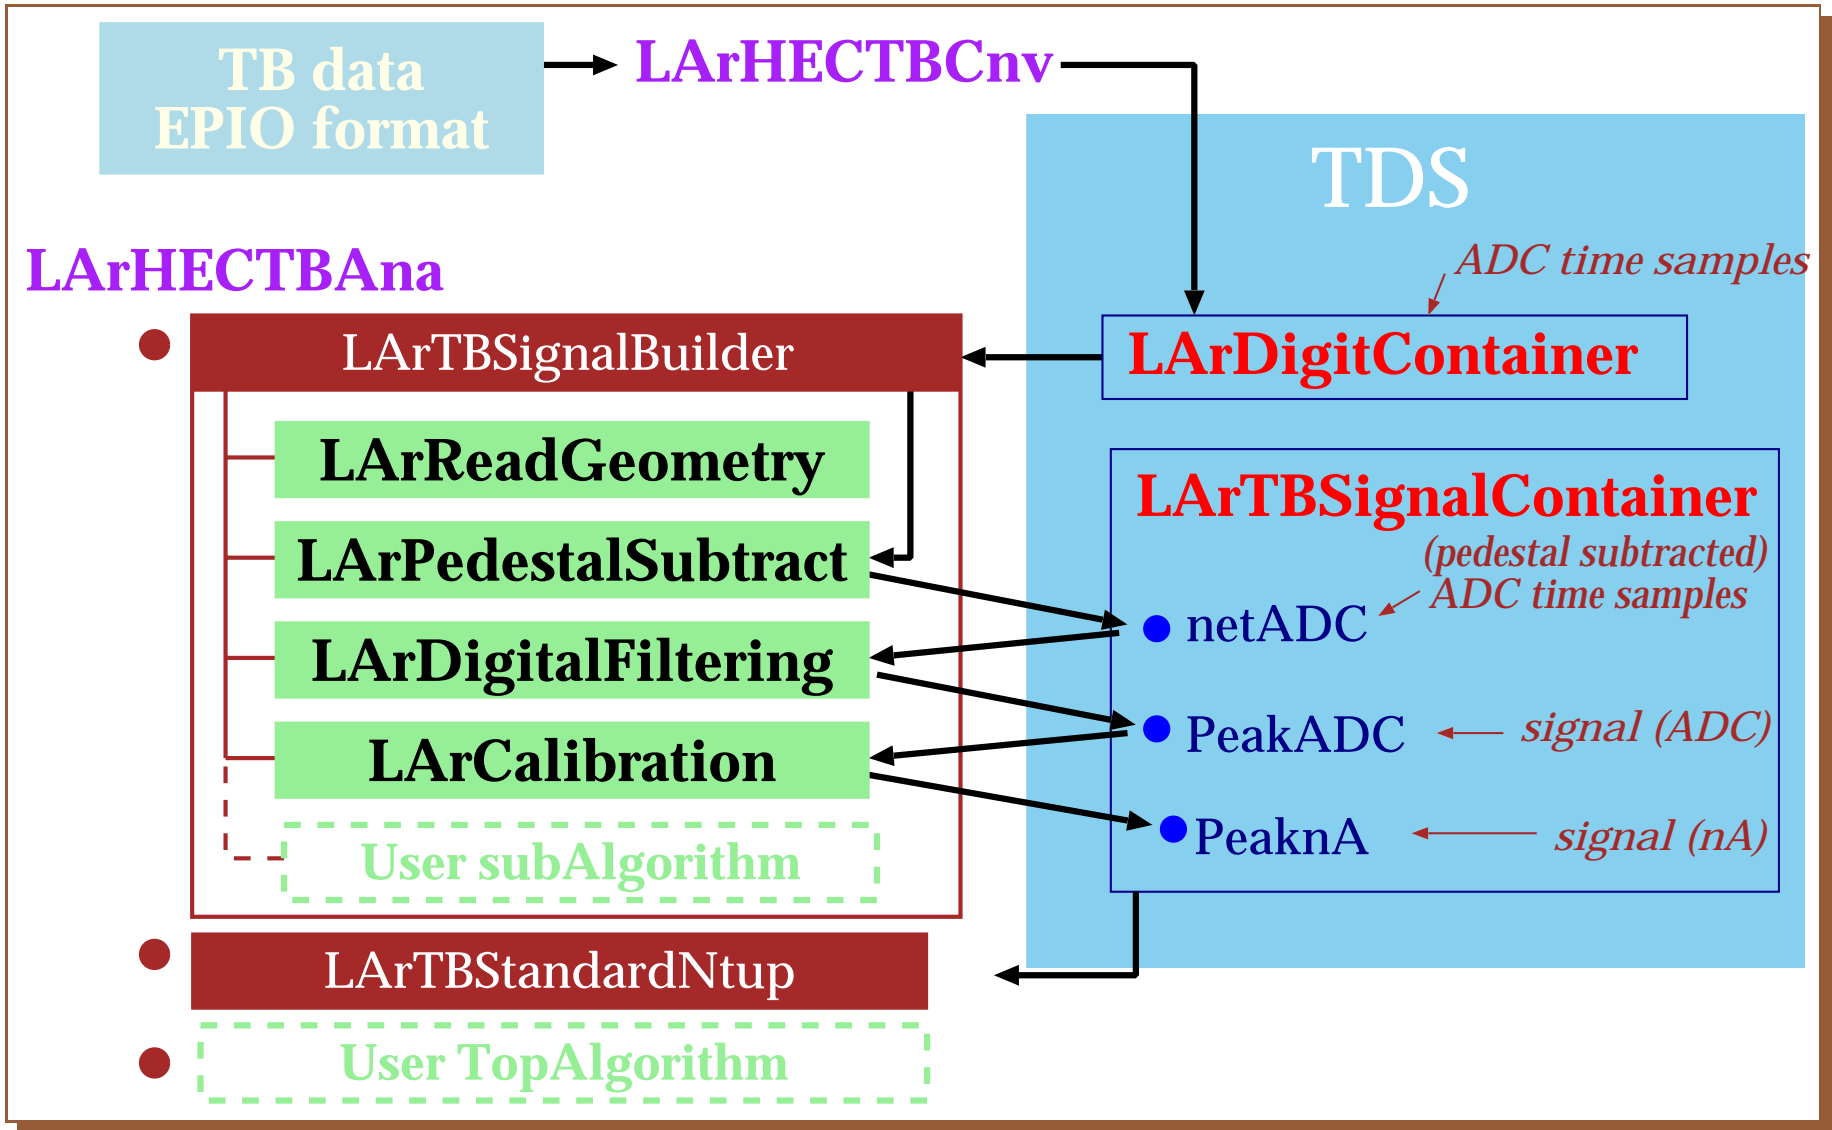 TB data
EPIO format
LArHECTBCnv
TDS
ADC time samples
LArHECTBAna
LArTBSignalBuilder
LArDigitContainer
LArReadGeometry
LArPedestalSubtract
LArDigitalFiltering
LArCalibration
User subAlgorithm
LArTBSignalContainer
(pedestal subtracted)
ADC time samples
netADC
PeakADC
signal (ADC)
PeaknA
signal (nA)
LArTBStandardNtup
User TopAlgorithm